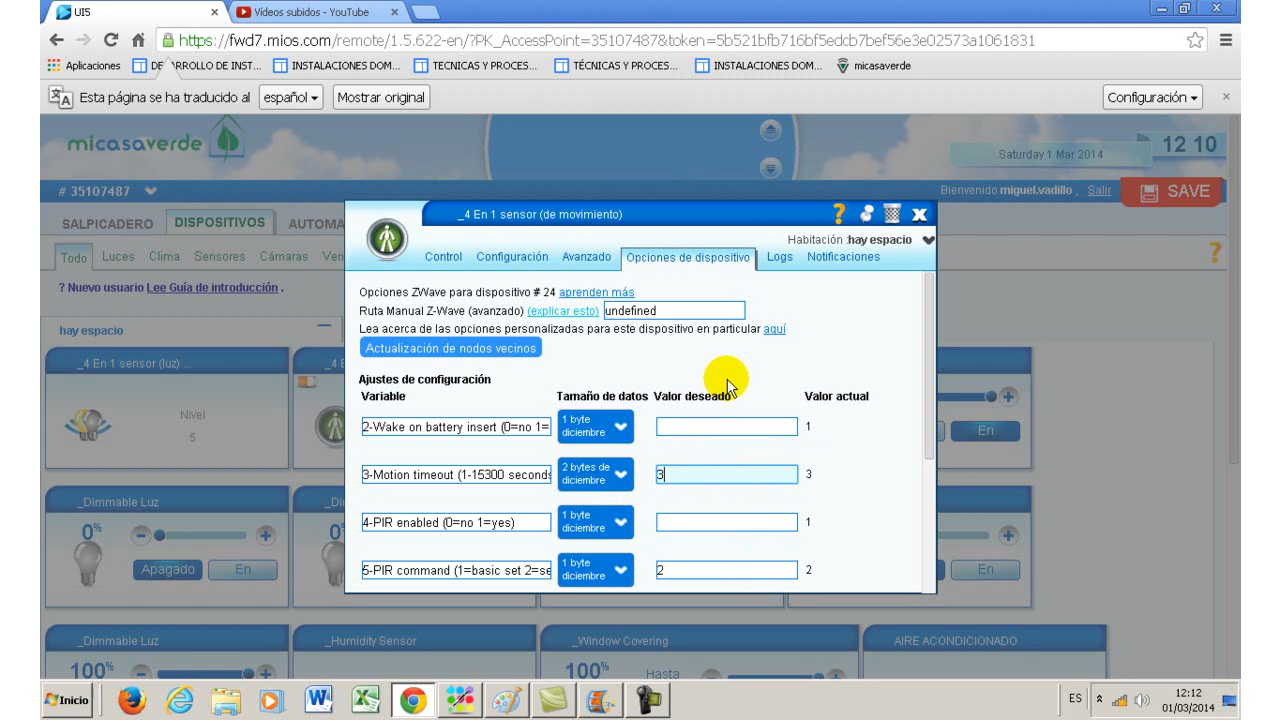 UI5
Vídeos subidos - YouTube
https://fwd7.mios.com/remote/1.5.622-en/?PK_AccessPoint=35107487&token=5b521bfb716bf5edcb7bef56e3e02573a1061831
Aplicaciones
RROLLO DE INST...
INSTALACIONES DOM...
TECNICAS Y PROCES...
TÉCNICAS Y PROCES...
INSTALACIONES DOM...
micasaverde
Esta página se ha traducido al
español
Mostrar original
Configuración
micasaverde
Saturday 1 Mar 2014
12 10
# 35107487
Bienvenido miguel.vadillo , Salir
SAVE
SALPICADERO
DISPOSITIVOS
AUTOMA
Todo
Luces
Clima
Sensores
Cámaras
Ven
? Nuevo usuario Lee Guía de introducción .
?
hay espacio
_4 En 1 sensor (luz) ...
Nivel
5
En
_4 En 1 sensor (de movimiento)
?
Habitación :hay espacio
Control
Configuración
Avanzado
Opciones de dispositivo
Logs
Notificaciones
Opciones ZWave para dispositivo # 24 aprenden más
Ruta Manual Z-Wave (avanzado) (explicar esto) undefined
Lea acerca de las opciones personalizadas para este dispositivo en particular aquí
Actualización de nodos vecinos
Ajustes de configuración
Variable Tamaño de datos Valor deseado Valor actual
2-Wake on battery insert (0=no 1= 1 byte diciembre 1
3-Motion timeout (1-15300 seconds 2 bytes de diciembre 3 3
4-PIR enabled (0=no 1=yes) 1 byte diciembre 1
5-PIR command (1=basic set 2=se 1 byte diciembre 2 2
_Dimmable Luz
0%
Apagado
En
0%
En
_Dimmable Luz
100%
_Humidity Sensor
_Window Covering
100%
Hasta
AIRE ACONDICIONADO
Inicio
ES
12:12
01/03/2014